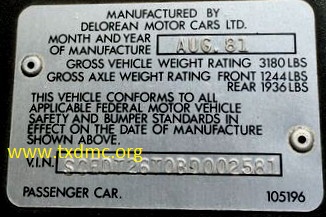 MANUFACTURED BY
DELOREAN MOTOR CARS LTD.
MONTH AND YEAR
OF MANUFACTURE AUG. 81
GROSS VEHICLE WEIGHT RATING 3180 LBS
GROSS AXLE WEIGHT RATING FRONT 1244 LBS
REAR 1936 LBS
THIS VEHICLE CONFORMS TO ALL
APPLICABLE FEDERAL MOTOR VEHICLE
SAFETY AND BUMPER STANDARDS IN
EFFECT ON THE DATE OF MANUFACTURE
SHOWN ABOVE.
www.txdmc.org
V.I.N.
PASSENGER CAR. 105196